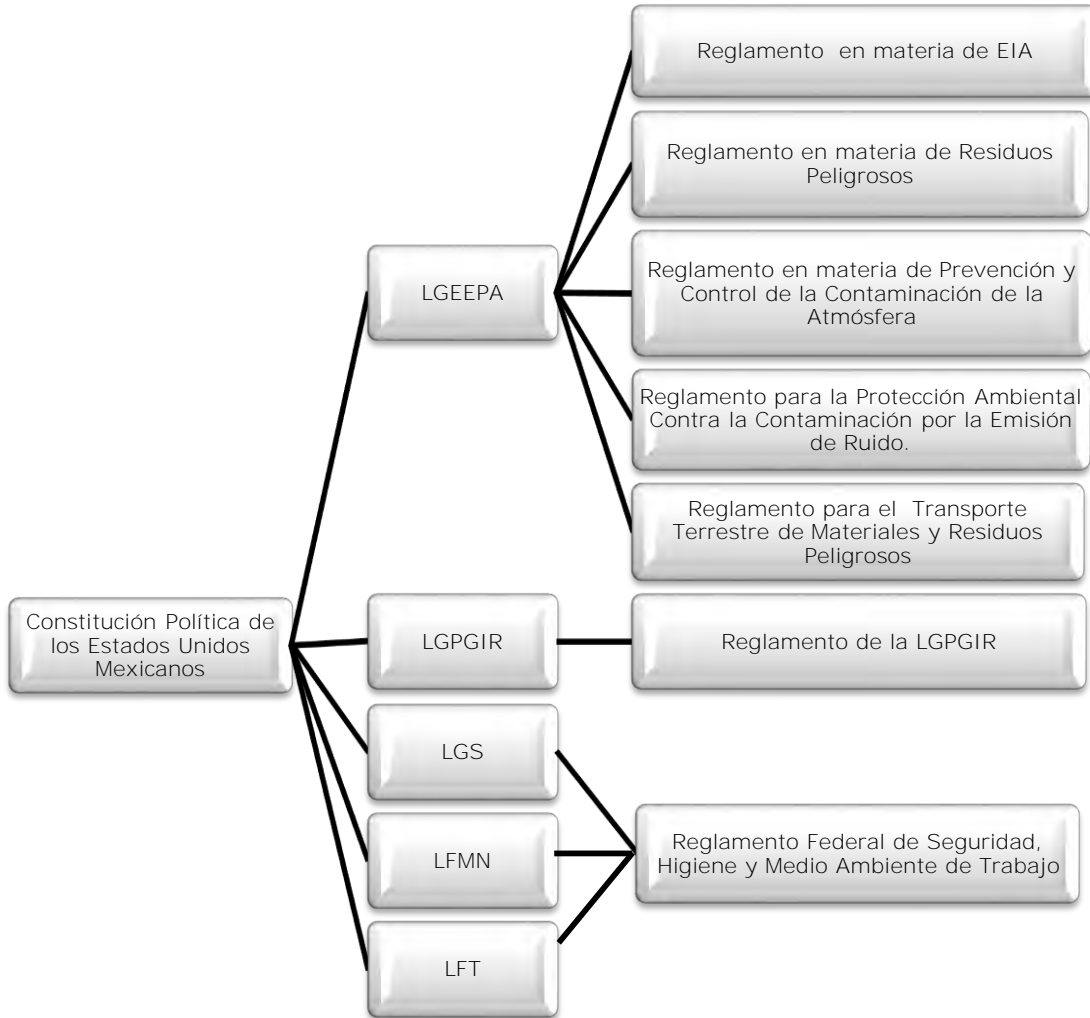 Reglamento en materia de EIA
Reglamento en materia de Residuos
Peligrosos
LGEEPA
Reglamento en materia de Prevención y
Control de la Contaminación de la
Atmósfera
Reglamento para la Protección Ambiental
Contra la Contaminación por la Emisión
de Ruido.
Reglamento para el Transporte
Terrestre de Materiales y Residuos
Peligrosos
Constitución Política de
los Estados Unidos
Mexicanos
LGPGIR
Reglamento de la LGPGIR
LGS
LFMN
Reglamento Federal de Seguridad,
Higiene y Medio Ambiente de Trabajo
LFT